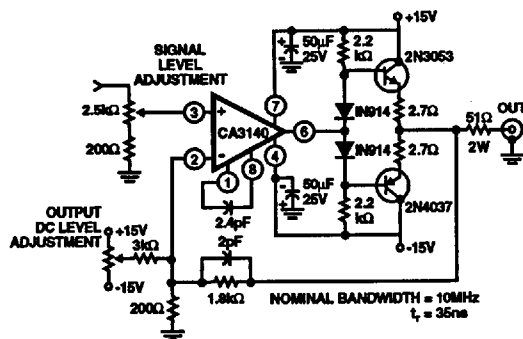 +15V
50μF
25V
2.2
kΩ
2N3053
SIGNAL
LEVEL
ADJUSTMENT
7
2.7Ω
OUT
2.5kΩ
3
+
CA3140
6
IN914
51Ω
2W
200Ω
2
-
4
IN914
2.7Ω
1
8
50μF
25V
2.2
kΩ
2N4037
2.4pF
-15V
OUTPUT
DC LEVEL
ADJUSTMENT
+15V
3kΩ
2pF
-15V
200Ω
1.8kΩ
NOMINAL BANDWIDTH = 10MHz
tr = 35ns